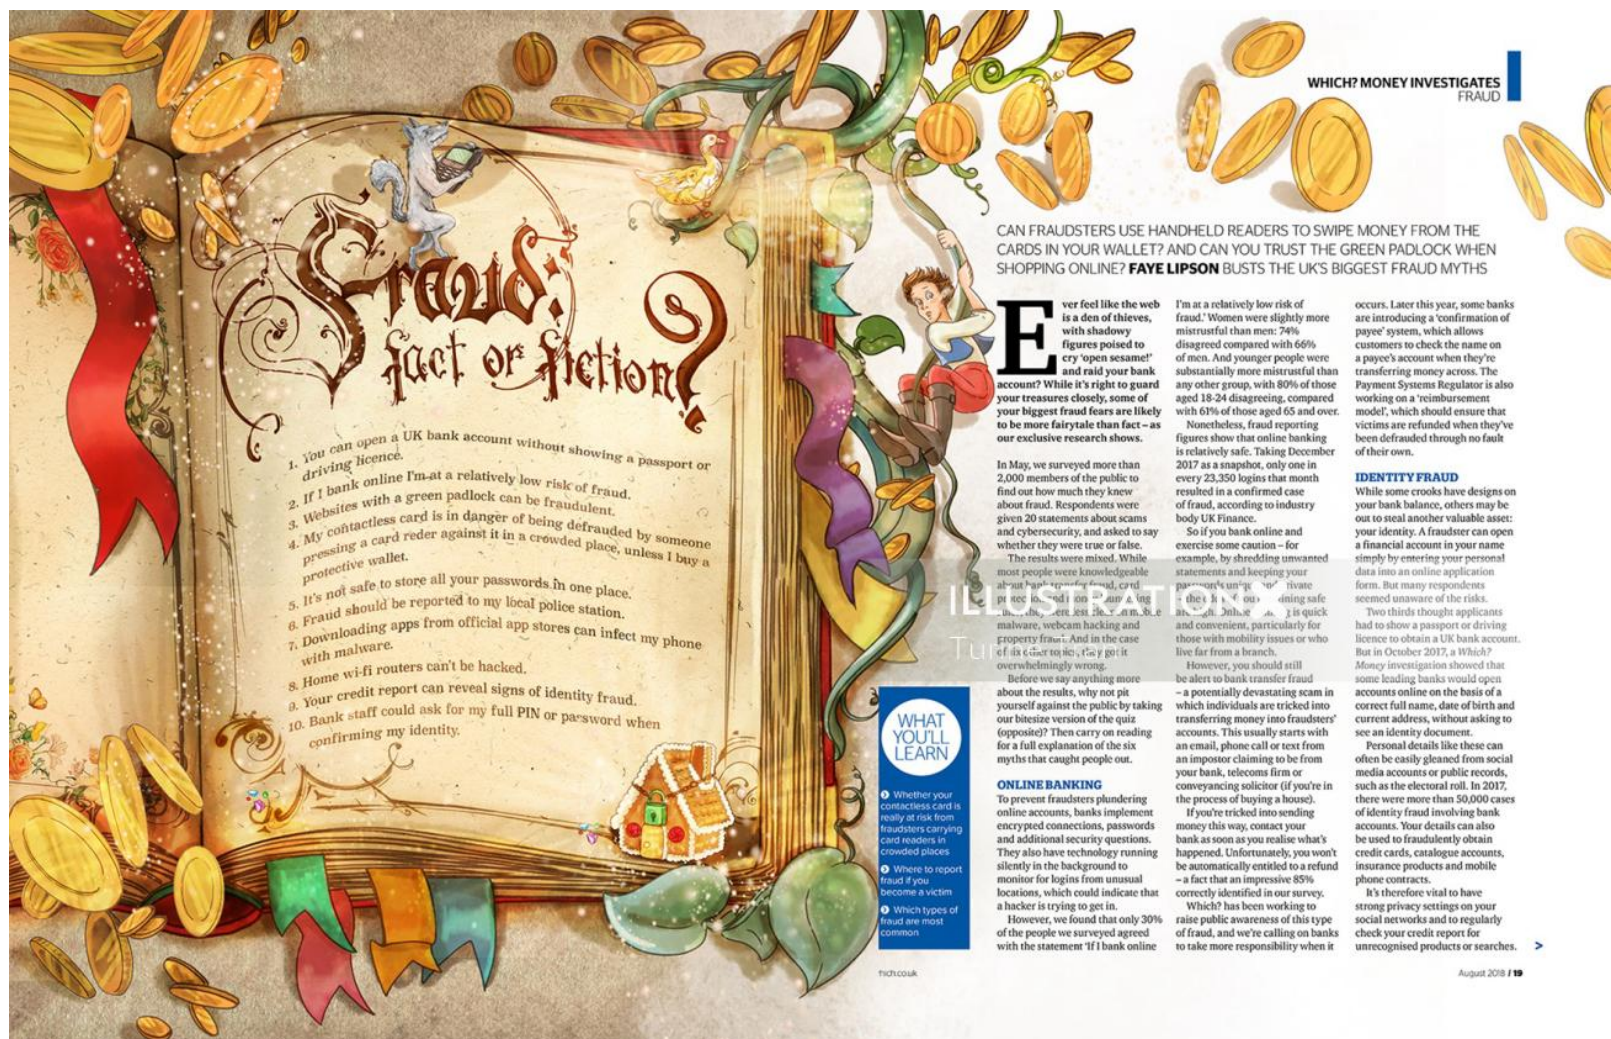 Fraud:
fact or fiction?
1. You can open a UK bank account without showing a passport or
driving licence.
2. If I bank online I'm at a relatively low risk of fraud.
3. Websites with a green padlock can be fraudulent.
4. My contactless card is in danger of being defrauded by someone
pressing a card reder against it in a crowded place, unless I buy a
protective wallet.
5. It's not safe to store all your passwords in one place.
6. Fraud should be reported to my local police station.
7. Downloading apps from official app stores can infect my phone
with malware.
8. Home wi-fi routers can't be hacked.
9. Your credit report can reveal signs of identity fraud.
10. Bank staff could ask for my full PIN or password when
confirming my identity.
WHICH? MONEY INVESTIGATES
FRAUD
CAN FRAUDSTERS USE HANDHELD READERS TO SWIPE MONEY FROM THE
CARDS IN YOUR WALLET? AND CAN YOU TRUST THE GREEN PADLOCK WHEN
SHOPPING ONLINE? FAYE LIPSON BUSTS THE UK'S BIGGEST FRAUD MYTHS
Ever feel like the web
is a den of thieves,
with shadowy
figures poised to
cry 'open sesame!'
and raid your bank
account? While it's right to guard
your treasures closely, some of
your biggest fraud fears are likely
to be more fairytale than fact – as
our exclusive research shows.
In May, we surveyed more than
2,000 members of the public to
find out how much they knew
about fraud. Respondents were
given 20 statements about scams
and cybersecurity, and asked to say
whether they were true or false.
The results were mixed. While
most people were knowledgeable
about bank transfer fraud, card
malware, webcam hacking and
property fraud. And in the case
of topics, they got it
overwhelmingly wrong.
Before we say anything more
about the results, why not pit
yourself against the public by taking
our bitesize version of the quiz
(opposite)? Then carry on reading
for a full explanation of the six
myths that caught people out.
ONLINE BANKING
To prevent fraudsters plundering
online accounts, banks implement
encrypted connections, passwords
and additional security questions.
They also have technology running
silently in the background to
monitor for logins from unusual
locations, which could indicate that
a hacker is trying to get in.
However, we found that only 30%
of the people we surveyed agreed
with the statement 'If I bank online
I'm at a relatively low risk of
fraud.' Women were slightly more
mistrustful than men: 74%
disagreed compared with 66%
of men. And younger people were
substantially more mistrustful than
any other group, with 80% of those
aged 18-24 disagreeing, compared
with 61% of those aged 65 and over.
Nonetheless, fraud reporting
figures show that online banking
is relatively safe. Taking December
2017 as a snapshot, only one in
every 23,350 logins that month
resulted in a confirmed case
of fraud, according to industry
body UK Finance.
So if you bank online and
exercise some caution – for
example, by shredding unwanted
statements and keeping your
passwords private
safe
is quick
and convenient, particularly for
those with mobility issues or who
live far from a branch.
However, you should still
be alert to bank transfer fraud
– a potentially devastating scam in
which individuals are tricked into
transferring money into fraudsters'
accounts. This usually starts with
an email, phone call or text from
an impostor claiming to be from
your bank, telecoms firm or
conveyancing solicitor (if you're in
the process of buying a house).
If you're tricked into sending
money this way, contact your
bank as soon as you realise what's
happened. Unfortunately, you won't
be automatically entitled to a refund
– a fact that an impressive 85%
correctly identified in our survey.
Which? has been working to
raise public awareness of this type
of fraud, and we're calling on banks
to take more responsibility when it
occurs. Later this year, some banks
are introducing a 'confirmation of
payee' system, which allows
customers to check the name on
a payee's account when they're
transferring money across. The
Payment Systems Regulator is also
working on a 'reimbursement
model', which should ensure that
victims are refunded when they've
been defrauded through no fault
of their own.
IDENTITY FRAUD
While some crooks have designs on
your bank balance, others may be
out to steal another valuable asset:
your identity. A fraudster can open
a financial account in your name
simply by entering your personal
data into an online application
form. But many respondents
seemed unaware of the risks.
Two thirds thought applicants
had to show a passport or driving
licence to obtain a UK bank account.
But in October 2017, a Which?
Money investigation showed that
some leading banks would open
accounts online on the basis of a
correct full name, date of birth and
current address, without asking to
see an identity document.
Personal details like these can
often be easily gleaned from social
media accounts or public records,
such as the electoral roll. In 2017,
there were more than 50,000 cases
of identity fraud involving bank
accounts. Your details can also
be used to fraudulently obtain
credit cards, catalogue accounts,
insurance products and mobile
phone contracts.
It's therefore vital to have
strong privacy settings on your
social networks and to regularly
check your credit report for
unrecognised products or searches. >
WHAT
YOU'LL
LEARN
Whether your
contactless card is
really at risk from
fraudsters carrying
card readers in
crowded places
Where to report
fraud if you
become a victim
Which types of
fraud are most
common
hich.co.uk
August 2018 / 19
ILLUSTRATIONX